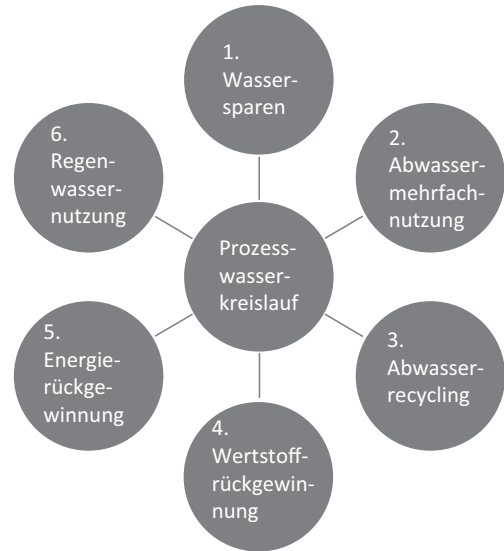 1.
Wasser-
sparen
2.
Abwasser-
mehrfach-
nutzung
3.
Abwasser-
recycling
4.
Wertstoff-
rückgewin-
nung
5.
Energie-
rückge-
winnung
6.
Regen-
wasser-
nutzung
Prozess-
wasser-
kreislauf